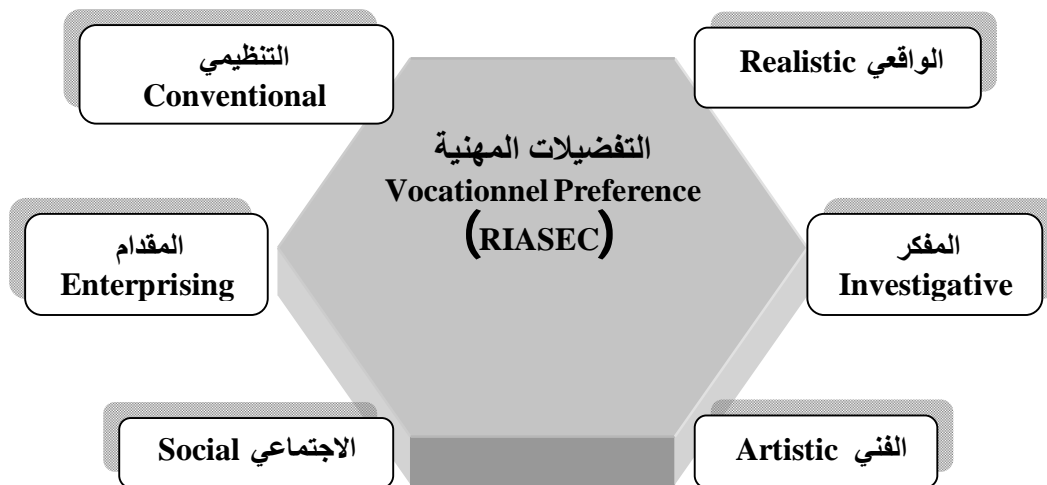 التنظيمي
Conventional
الواقعي Realistic
التفضيلات المهنية
Vocationnel Preference
(RIASEC)
المقدام
Enterprising
المفكر
Investigative
الاجتماعي Social
الفني Artistic